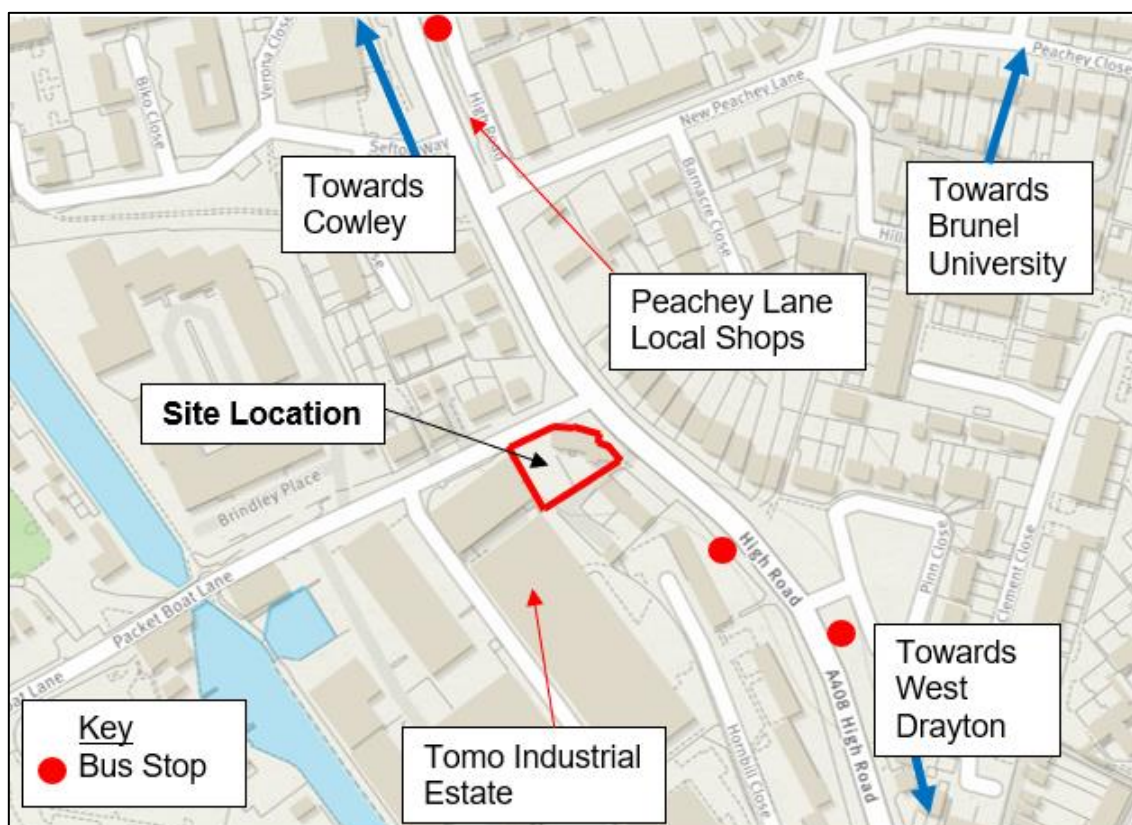 Biko Close
Verona Close
Sefton Way
High Road
New Peachey Lane
Peachey Close
Barnacre Close
Towards
Cowley
Towards
Brunel
University
Peachey Lane
Local Shops
Site Location
Brindley Place
Packet Boat Lane
High Road
Pinn Close
Clement Close
A408 High Road
Hornbill Close
Towards
West
Drayton
Tomo Industrial
Estate
Key
Bus Stop